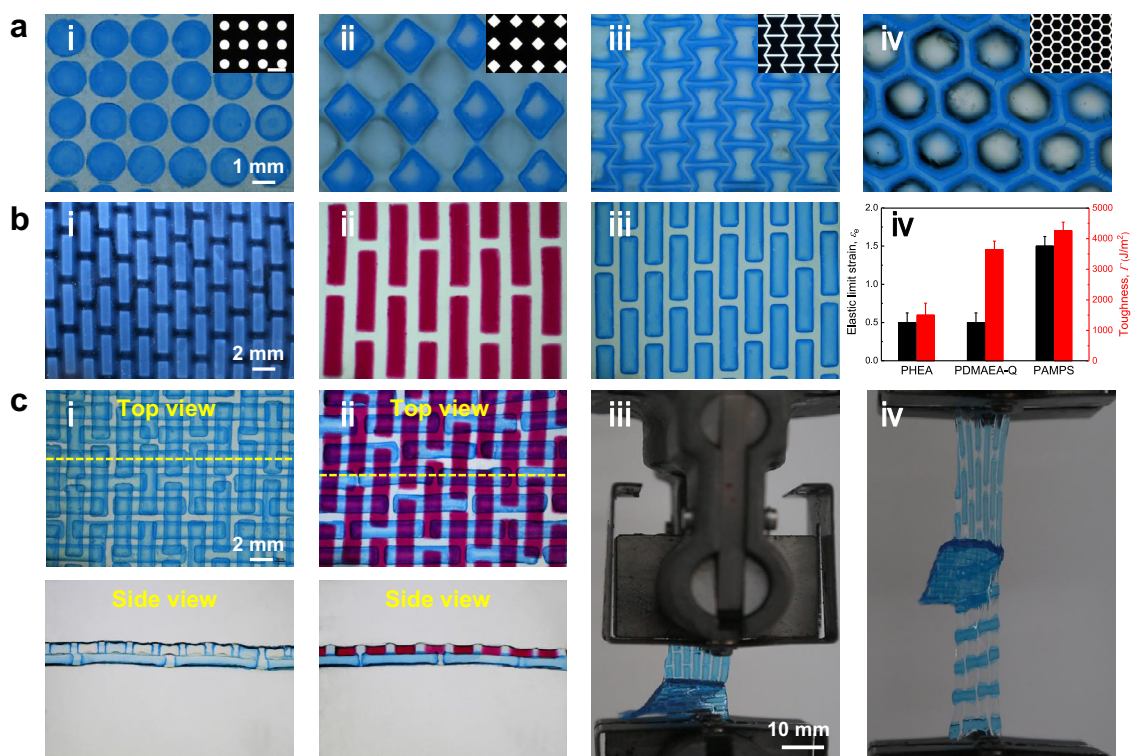 a
i
ii
iii
iv
1 mm
b
i
ii
iii
iv
2 mm
2.0
1.5
1.0
0.5
0.0
Elastic limit strain, εe
5000
4000
3000
2000
1000
0
Toughness, Γ (J/m²)
PHEA PDMAEA-Q PAMPS
c
i
Top view
ii
Top view
iii
iv
2 mm
Side view
Side view
10 mm